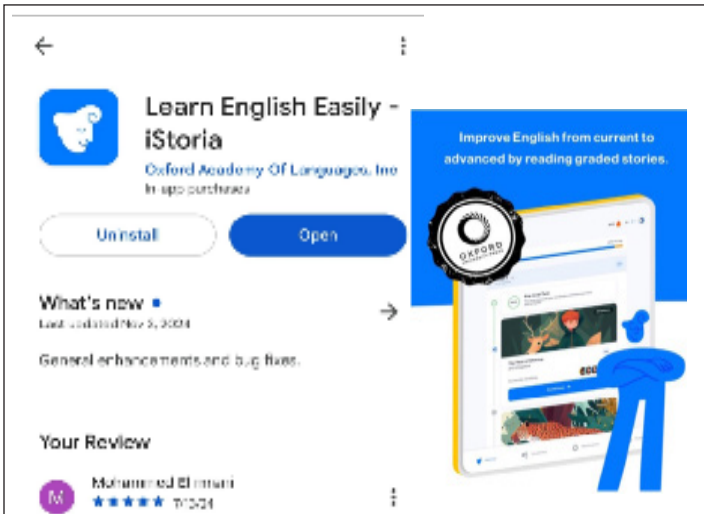 Learn English Easily -
iStoria
Oxford Academy Of Languages, Inc
In-app purchases
Uninstall
Open
What's new
Last updated Nov 2, 2024
General enhancements and bug fixes.
Your Review
M
Mohammed El
Improve English from current to
advanced by reading graded stories.
OXFORD